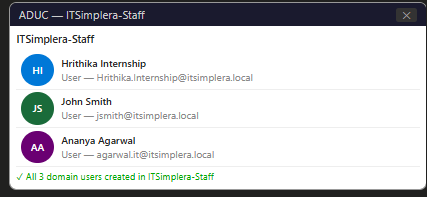 ADUC — ITSimplera-Staff
ITSimplera-Staff
HI
Hrithika Internship
User — Hrithika.Internship@itsimplera.local
JS
John Smith
User — jsmith@itsimplera.local
AA
Ananya Agarwal
User — agarwal.it@itsimplera.local
✓ All 3 domain users created in ITSimplera-Staff